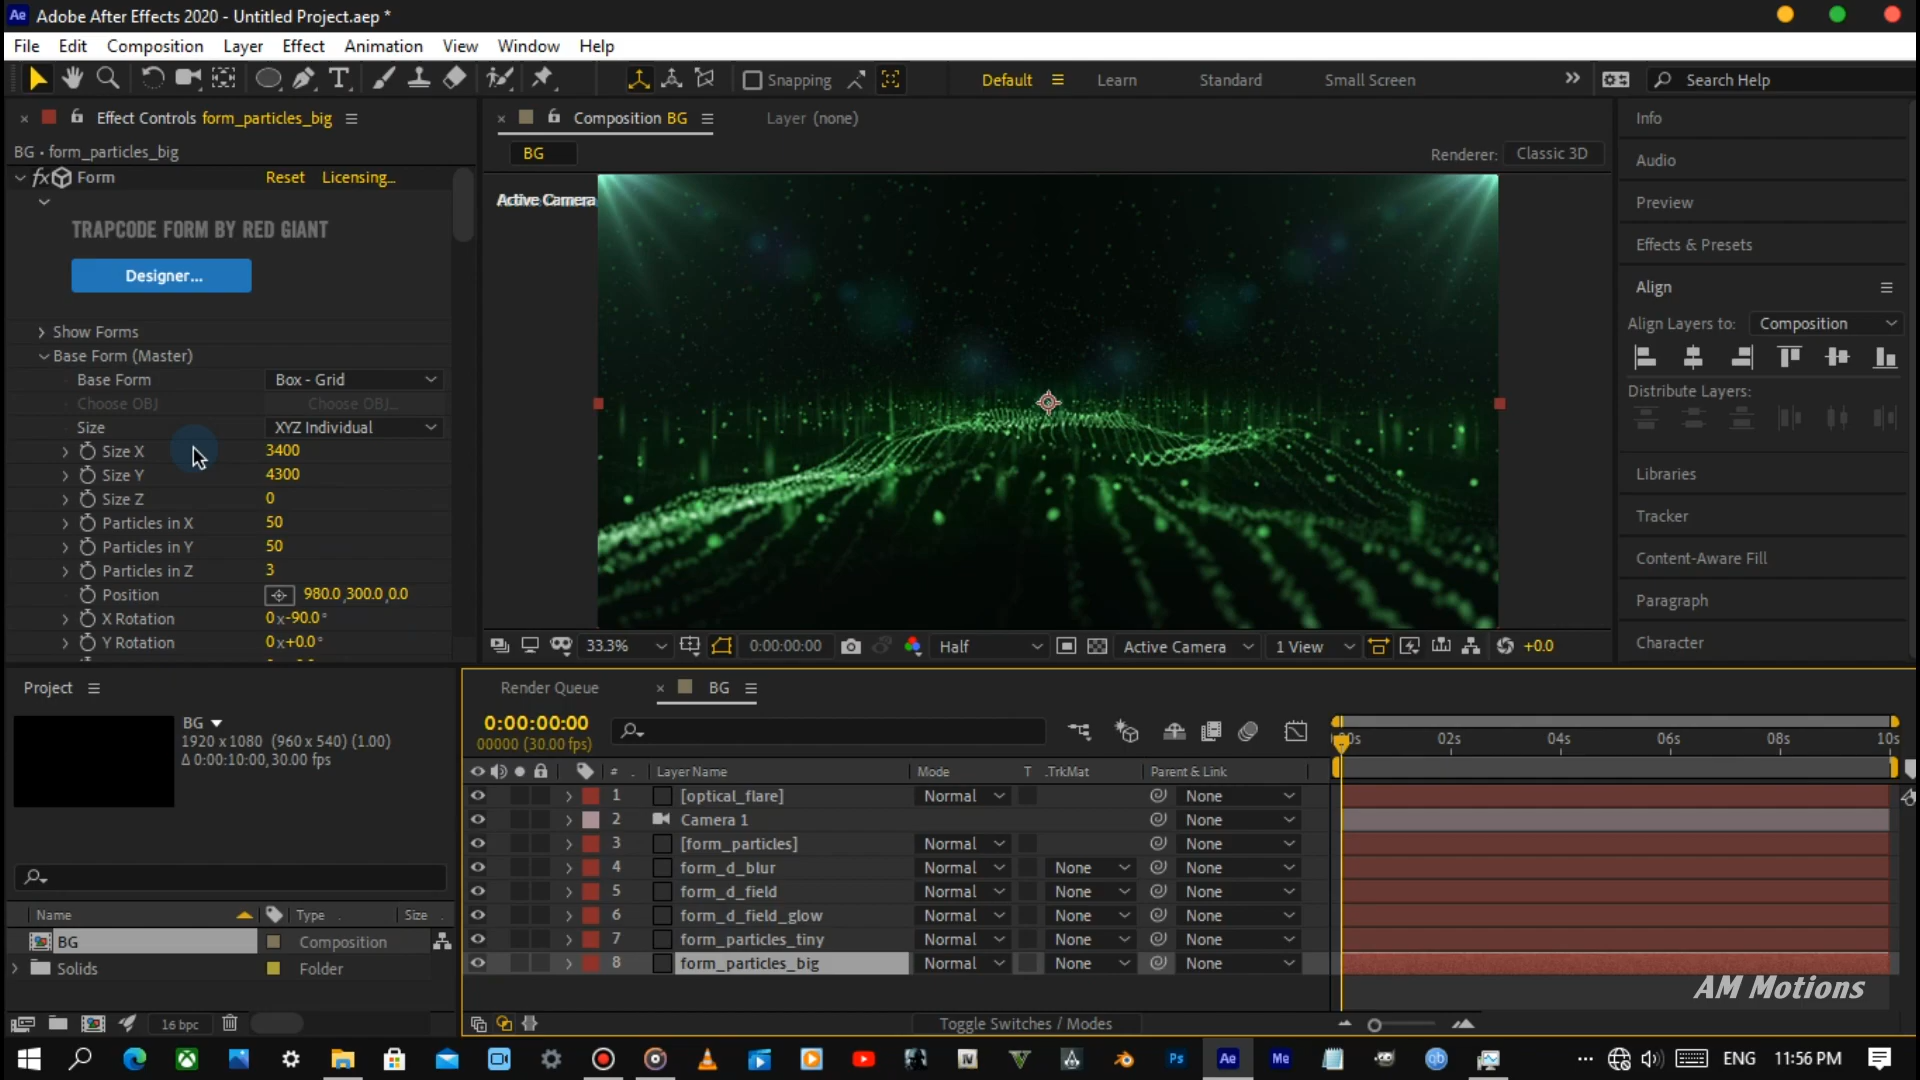 Ae Adobe After Effects 2020 - Untitled Project.aep *
File Edit Composition Layer Effect Animation View Window Help
Snapping Default Learn Standard Small Screen Search Help
Effect Controls form_particles_big
Composition BG
Layer (none)
Info
BG • form_particles_big
BG
Renderer: Classic 3D
Audio
fx Form Reset Licensing...
Active Camera
Preview
TRAPCODE FORM BY RED GIANT
Effects & Presets
Designer...
Align
Show Forms
Align Layers to: Composition
Base Form (Master)
Base Form Box - Grid
Distribute Layers:
Choose OBJ Choose OBJ...
Size XYZ Individual
Size X 3400
Libraries
Size Y 4300
Size Z 0
Tracker
Particles in X 50
Particles in Y 50
Content-Aware Fill
Particles in Z 3
Position 980.0,300.0,0.0
Paragraph
X Rotation 0x-90.0°
Y Rotation 0x+0.0°
33.3% 0:00:00:00 Half Active Camera 1 View +0.0
Character
Project
Render Queue BG
BG
1920 x 1080 (960 x 540) (1.00)
Δ 0:00:10:00, 30.00 fps
0:00:00:00
00000 (30.00 fps)
02s 04s 06s 08s 10s
# Layer Name Mode T .TrkMat Parent & Link
1 [optical_flare] Normal None
2 Camera 1 None
3 [form_particles] Normal None
4 form_d_blur Normal None None
5 form_d_field Normal None None
6 form_d_field_glow Normal None None
7 form_particles_tiny Normal None None
8 form_particles_big Normal None None
Name Type Size
BG Composition
Solids Folder
AM Motions
16 bpc
Toggle Switches / Modes
Ps Ae Me qb ENG 11:56 PM